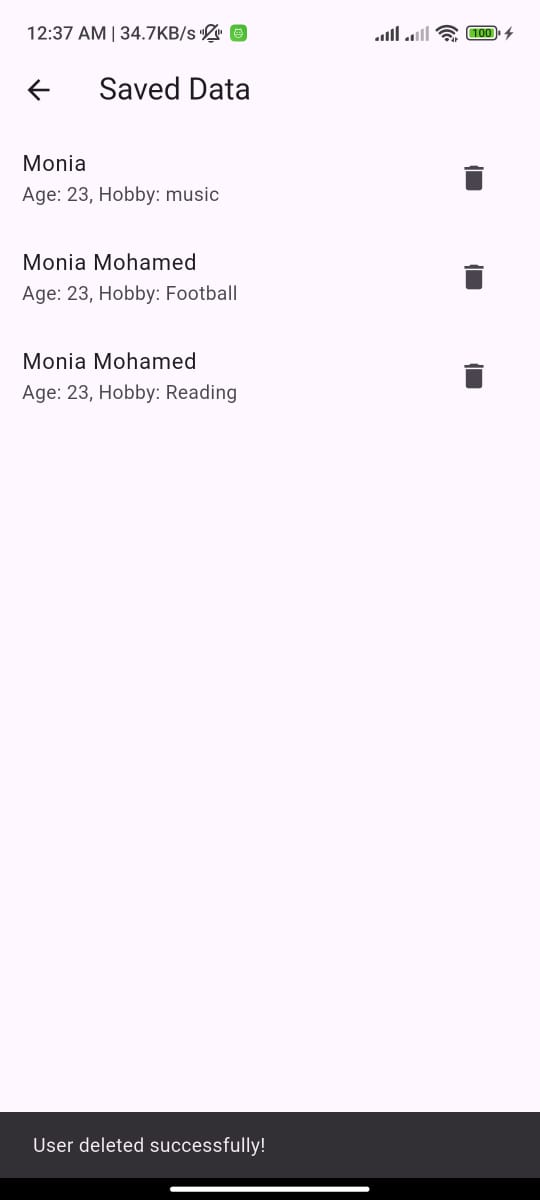 12:37 AM | 34.7KB/s 100
Saved Data
Monia
Age: 23, Hobby: music
Monia Mohamed
Age: 23, Hobby: Football
Monia Mohamed
Age: 23, Hobby: Reading
User deleted successfully!